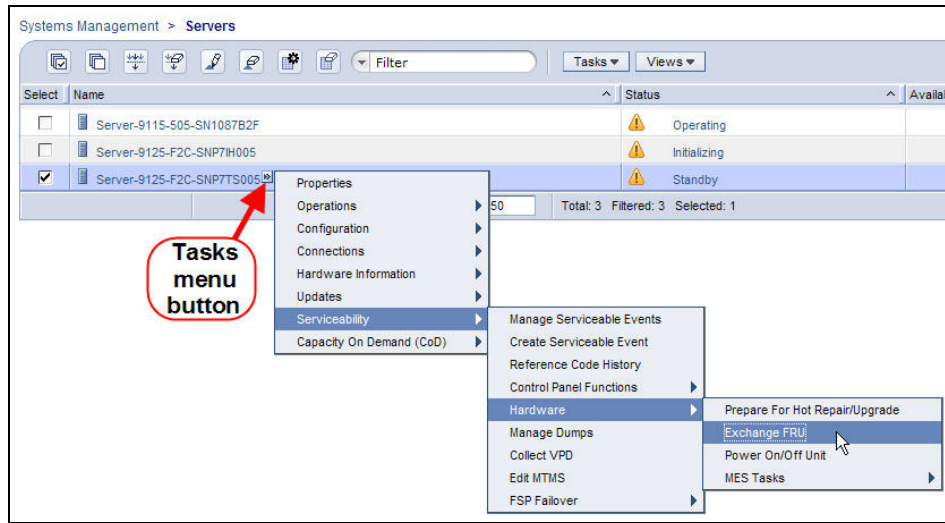 Systems Management > Servers
Filter
Tasks
Views
Select Name Status Availa
Server-9115-505-SN1087B2F Operating
Server-9125-F2C-SNP7IH005 Initializing
Server-9125-F2C-SNP7TS005 Standby
50 Total: 3 Filtered: 3 Selected: 1
Tasks
menu
button
Properties
Operations
Configuration
Connections
Hardware Information
Updates
Serviceability
Capacity On Demand (CoD)
Manage Serviceable Events
Create Serviceable Event
Reference Code History
Control Panel Functions
Hardware
Manage Dumps
Collect VPD
Edit MTMS
FSP Failover
Prepare For Hot Repair/Upgrade
Exchange FRU
Power On/Off Unit
MES Tasks